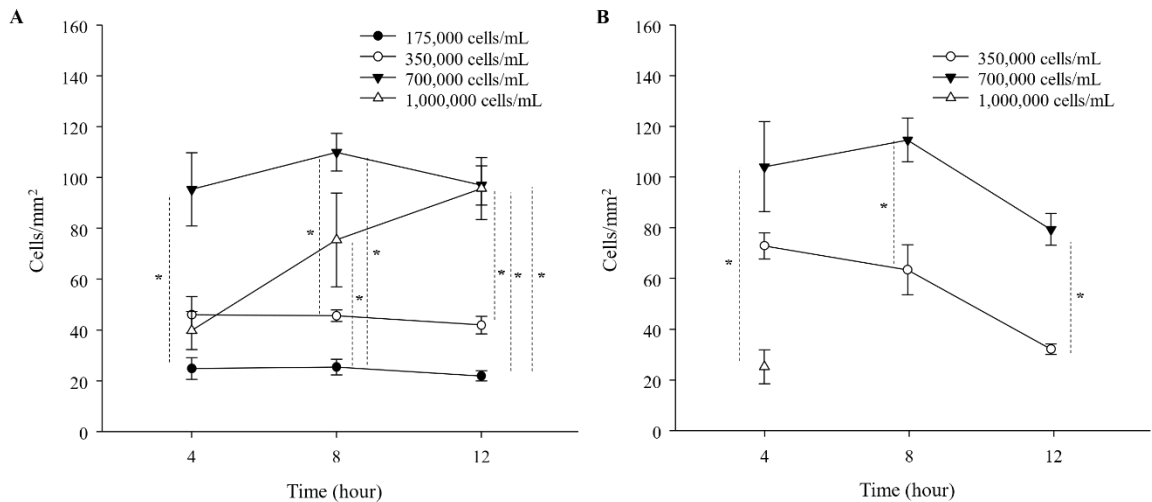 A
160
140
120
100
80
60
40
20
0
Cells/mm²
175,000 cells/mL
350,000 cells/mL
700,000 cells/mL
1,000,000 cells/mL
*
*
*
*
*
*
*
4
8
12
Time (hour)
B
160
140
120
100
80
60
40
20
0
Cells/mm²
350,000 cells/mL
700,000 cells/mL
1,000,000 cells/mL
*
*
*
4
8
12
Time (hour)